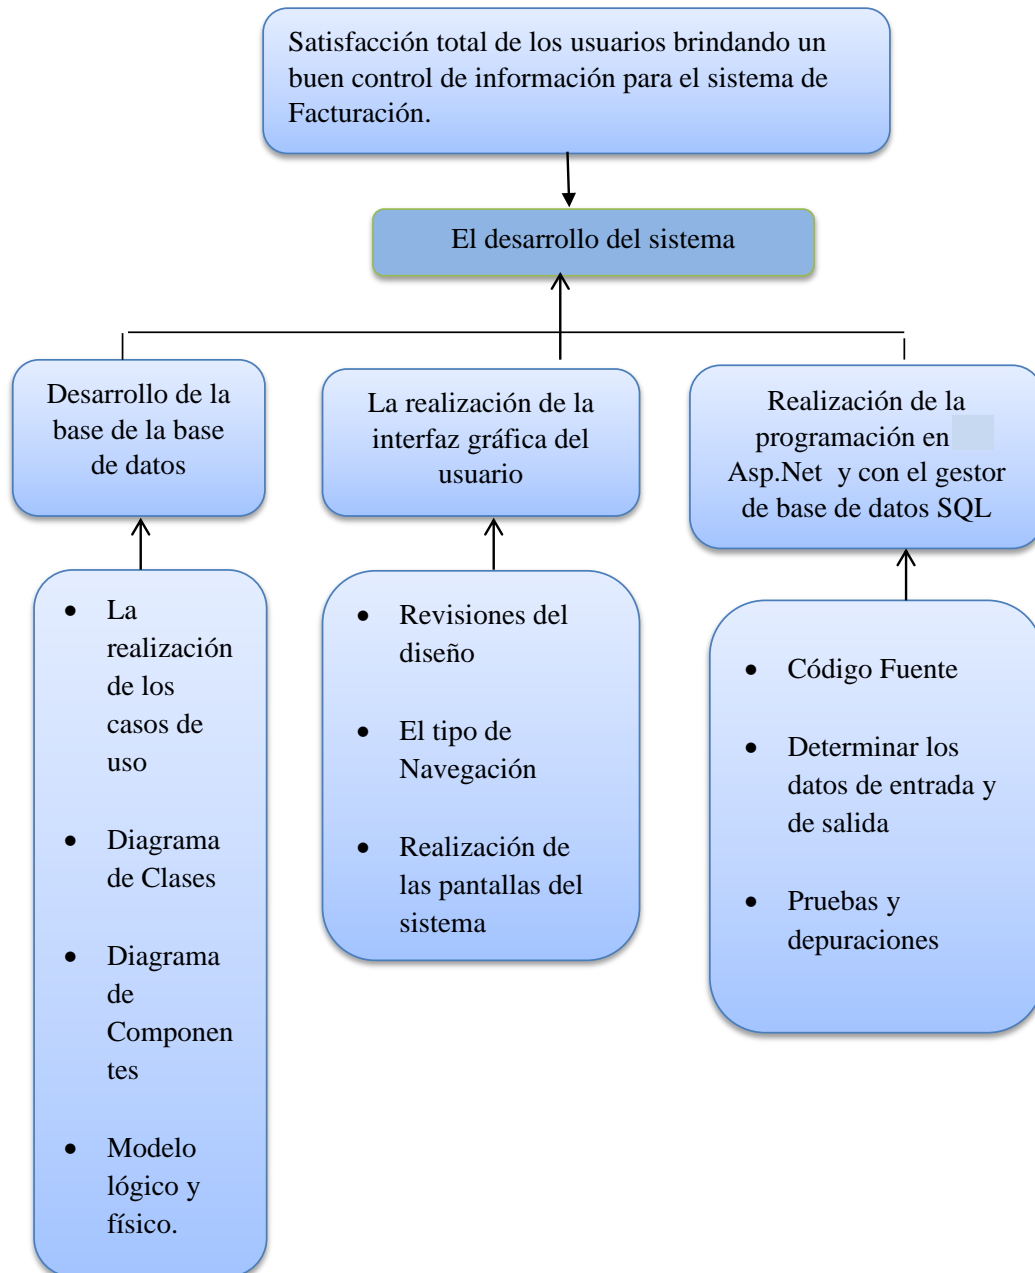 Satisfacción total de los usuarios brindando un
buen control de información para el sistema de
Facturación.
El desarrollo del sistema
Desarrollo de la
base de la base
de datos
La realización de la
interfaz gráfica del
usuario
Realización de la
programación en
Asp.Net y con el gestor
de base de datos SQL
• La
realización
de los
casos de
uso
• Diagrama
de Clases
• Diagrama
de
Componen
tes
• Modelo
lógico y
físico.
• Revisiones del
diseño
• El tipo de
Navegación
• Realización de
las pantallas del
sistema
• Código Fuente
• Determinar los
datos de entrada y
de salida
• Pruebas y
depuraciones